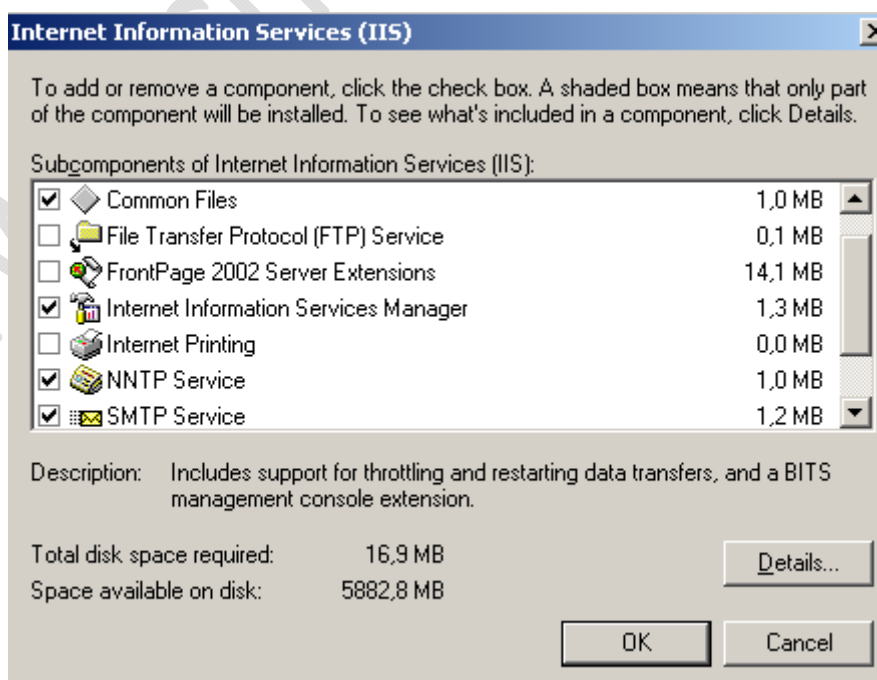 Internet Information Services (IIS)
To add or remove a component, click the check box. A shaded box means that only part
of the component will be installed. To see what's included in a component, click Details.
Subcomponents of Internet Information Services (IIS):
Common Files 1,0 MB
File Transfer Protocol (FTP) Service 0,1 MB
FrontPage 2002 Server Extensions 14,1 MB
Internet Information Services Manager 1,3 MB
Internet Printing 0,0 MB
NNTP Service 1,0 MB
SMTP Service 1,2 MB
Description: Includes support for throttling and restarting data transfers, and a BITS
management console extension.
Total disk space required: 16,9 MB
Space available on disk: 5882,8 MB
Details...
OK Cancel